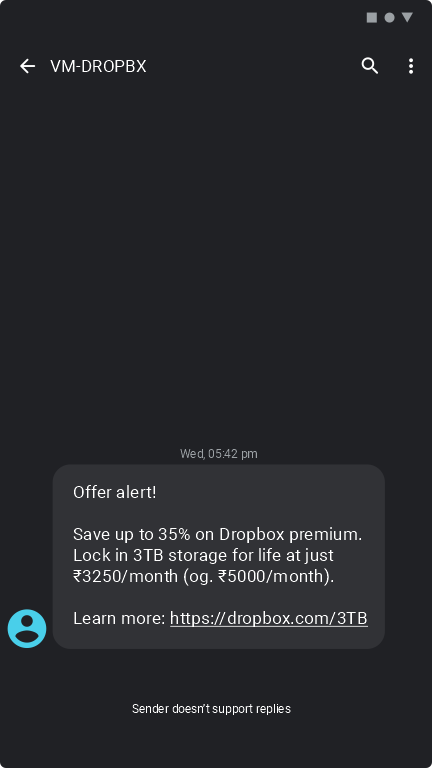 VM-DROPBX
Wed, 05:42 pm
Offer alert!
Save up to 35% on Dropbox premium.
Lock in 3TB storage for life at just
₹3250/month (og. ₹5000/month).
Learn more: https://dropbox.com/3TB
Sender doesn't support replies